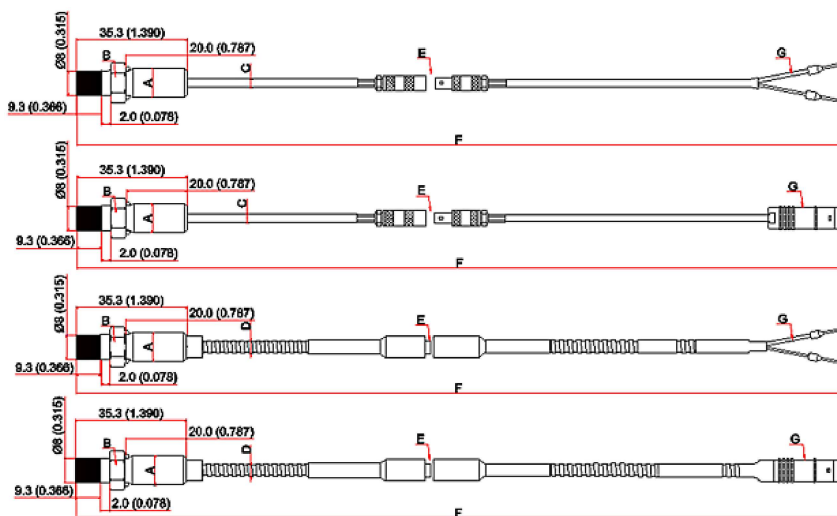 35.3 (1.390)
Ø8 (0.315)
B
20.0 (0.787)
A
C
E
G
9.3 (0.366)
2.0 (0.078)
F
35.3 (1.390)
Ø8 (0.315)
B
20.0 (0.787)
A
C
E
G
9.3 (0.366)
2.0 (0.078)
F
35.3 (1.390)
Ø8 (0.315)
B
20.0 (0.787)
A
D
E
G
9.3 (0.366)
2.0 (0.078)
F
35.3 (1.390)
Ø8 (0.315)
B
20.0 (0.787)
A
D
E
G
9.3 (0.366)
2.0 (0.078)
F